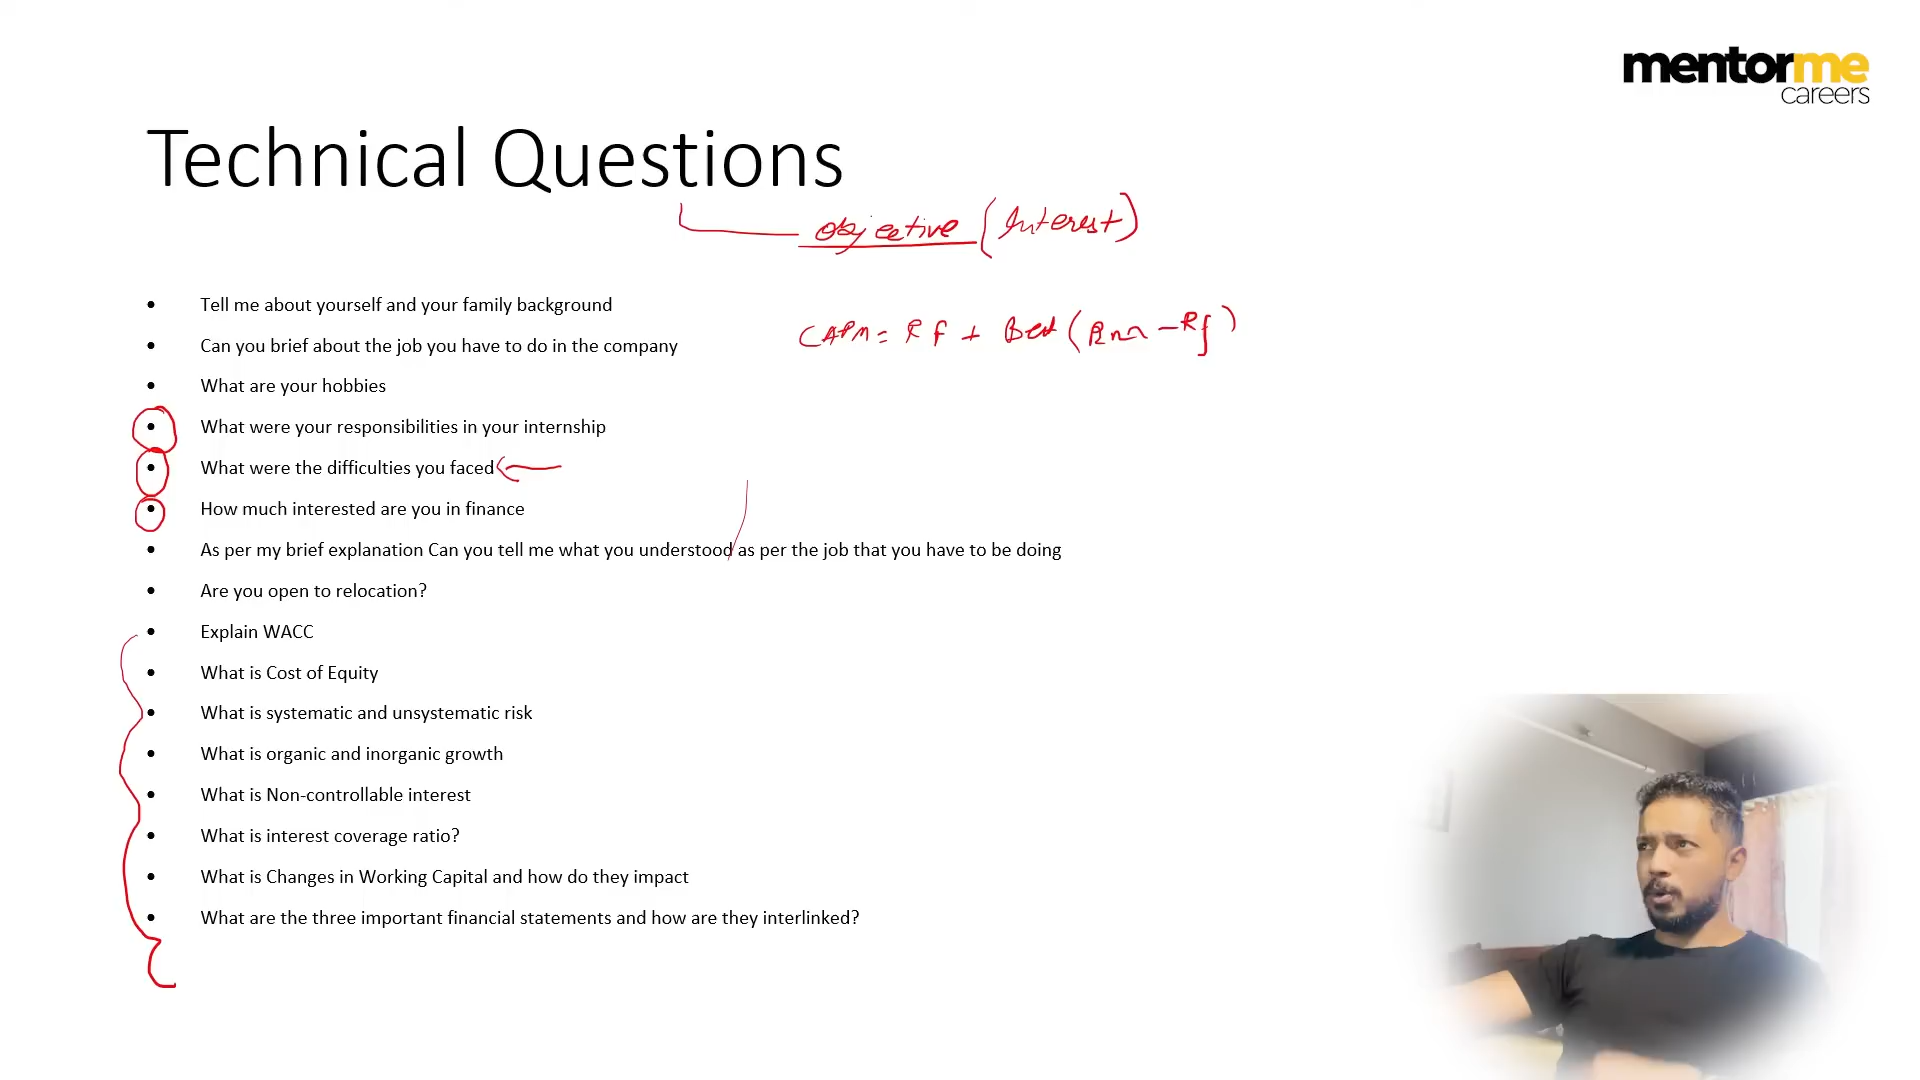 mentorme
careers
Technical Questions
objective (Interest)
• Tell me about yourself and your family background
CAPM = RF + Bet (Rm - Rf)
• Can you brief about the job you have to do in the company
• What are your hobbies
• What were your responsibilities in your internship
• What were the difficulties you faced
• How much interested are you in finance
• As per my brief explanation Can you tell me what you understood as per the job that you have to be doing
• Are you open to relocation?
• Explain WACC
• What is Cost of Equity
• What is systematic and unsystematic risk
• What is organic and inorganic growth
• What is Non-controllable interest
• What is interest coverage ratio?
• What is Changes in Working Capital and how do they impact
• What are the three important financial statements and how are they interlinked?